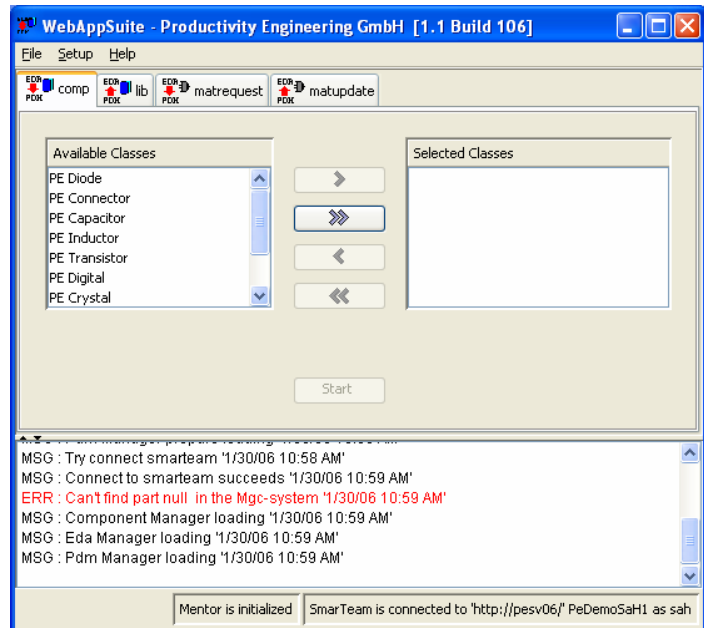 WebAppSuite - Productivity Engineering GmbH [1.1 Build 106]
File Setup Help
EDA PDX comp EDA PDX lib EDA PDX matrequest EDA PDX matupdate
Available Classes
Selected Classes
PE Diode
PE Connector
PE Capacitor
PE Inductor
PE Transistor
PE Digital
PE Crystal
Start
MSG : Try connect smarteam '1/30/06 10:58 AM'
MSG : Connect to smarteam succeeds '1/30/06 10:59 AM'
ERR : Can't find part null in the Mgc-system '1/30/06 10:59 AM'
MSG : Component Manager loading '1/30/06 10:59 AM'
MSG : Eda Manager loading '1/30/06 10:59 AM'
MSG : Pdm Manager loading '1/30/06 10:59 AM'
Mentor is initialized SmarTeam is connected to 'http://pesv06/' PeDemoSaH1 as sah